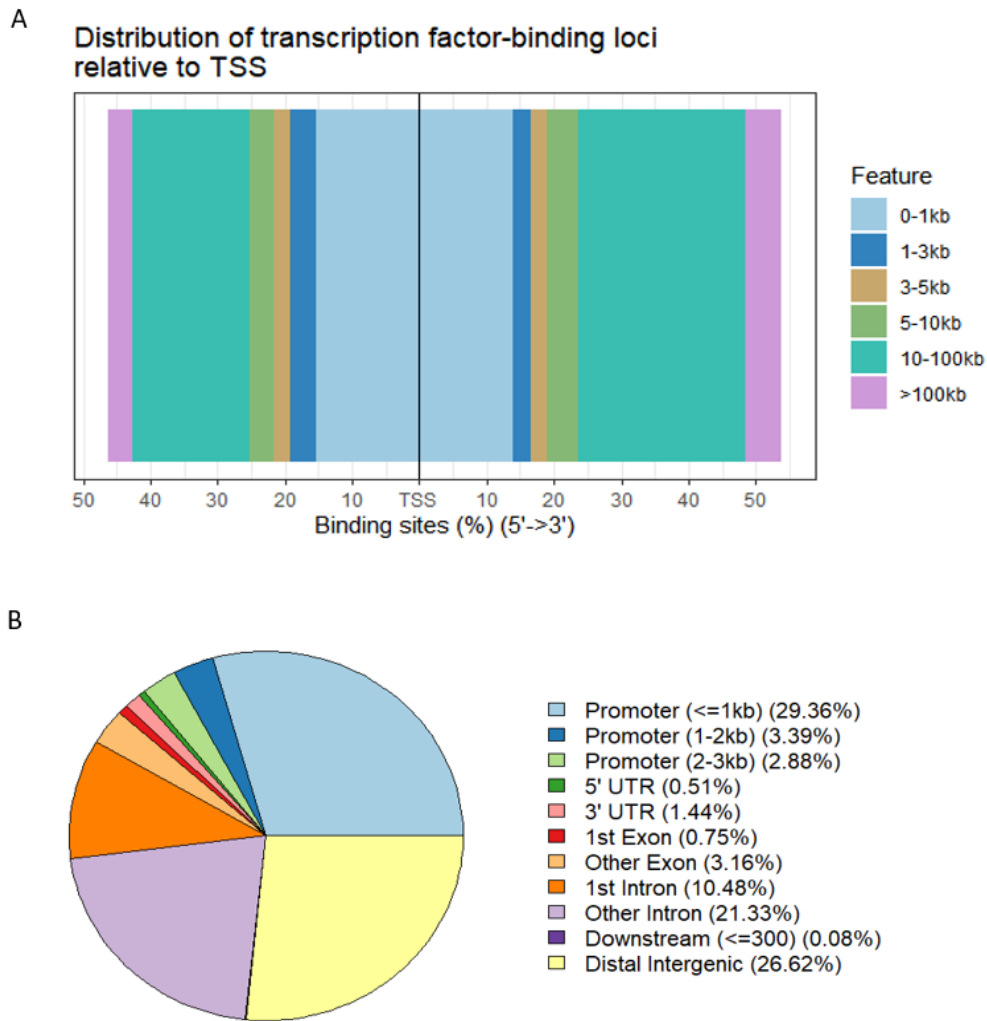 A
Distribution of transcription factor-binding loci
relative to TSS
Feature
0-1kb
1-3kb
3-5kb
5-10kb
10-100kb
>100kb
50 40 30 20 10 TSS 10 20 30 40 50
Binding sites (%) (5'->3')
B
Promoter (<=1kb) (29.36%)
Promoter (1-2kb) (3.39%)
Promoter (2-3kb) (2.88%)
5' UTR (0.51%)
3' UTR (1.44%)
1st Exon (0.75%)
Other Exon (3.16%)
1st Intron (10.48%)
Other Intron (21.33%)
Downstream (<=300) (0.08%)
Distal Intergenic (26.62%)